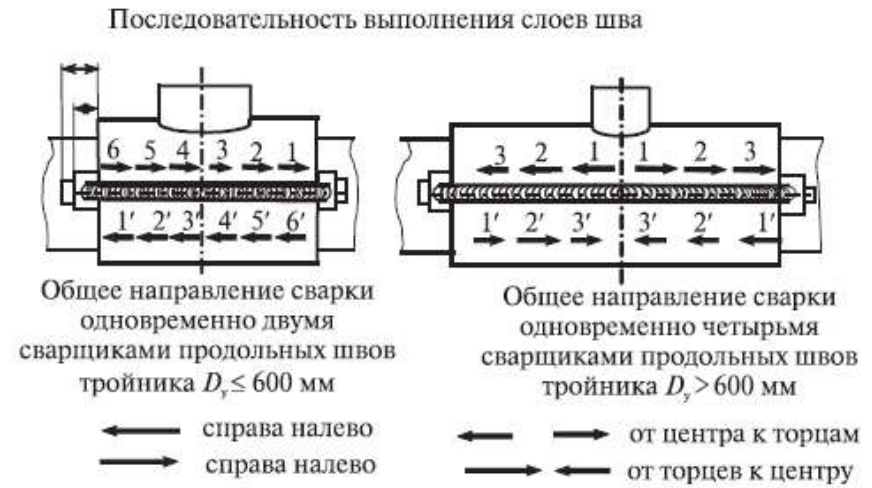 Последовательность выполнения слоев шва
6 5 4 3 2 1
1′ 2′ 3′ 4′ 5′ 6′
Общее направление сварки
одновременно двумя
сварщиками продольных швов
тройника Dу ≤ 600 мм
справа налево
справа налево
3 2 1 1 2 3
1′ 2′ 3′ 3′ 2′ 1′
Общее направление сварки
одновременно четырьмя
сварщиками продольных швов
тройника Dу > 600 мм
от центра к торцам
от торцев к центру